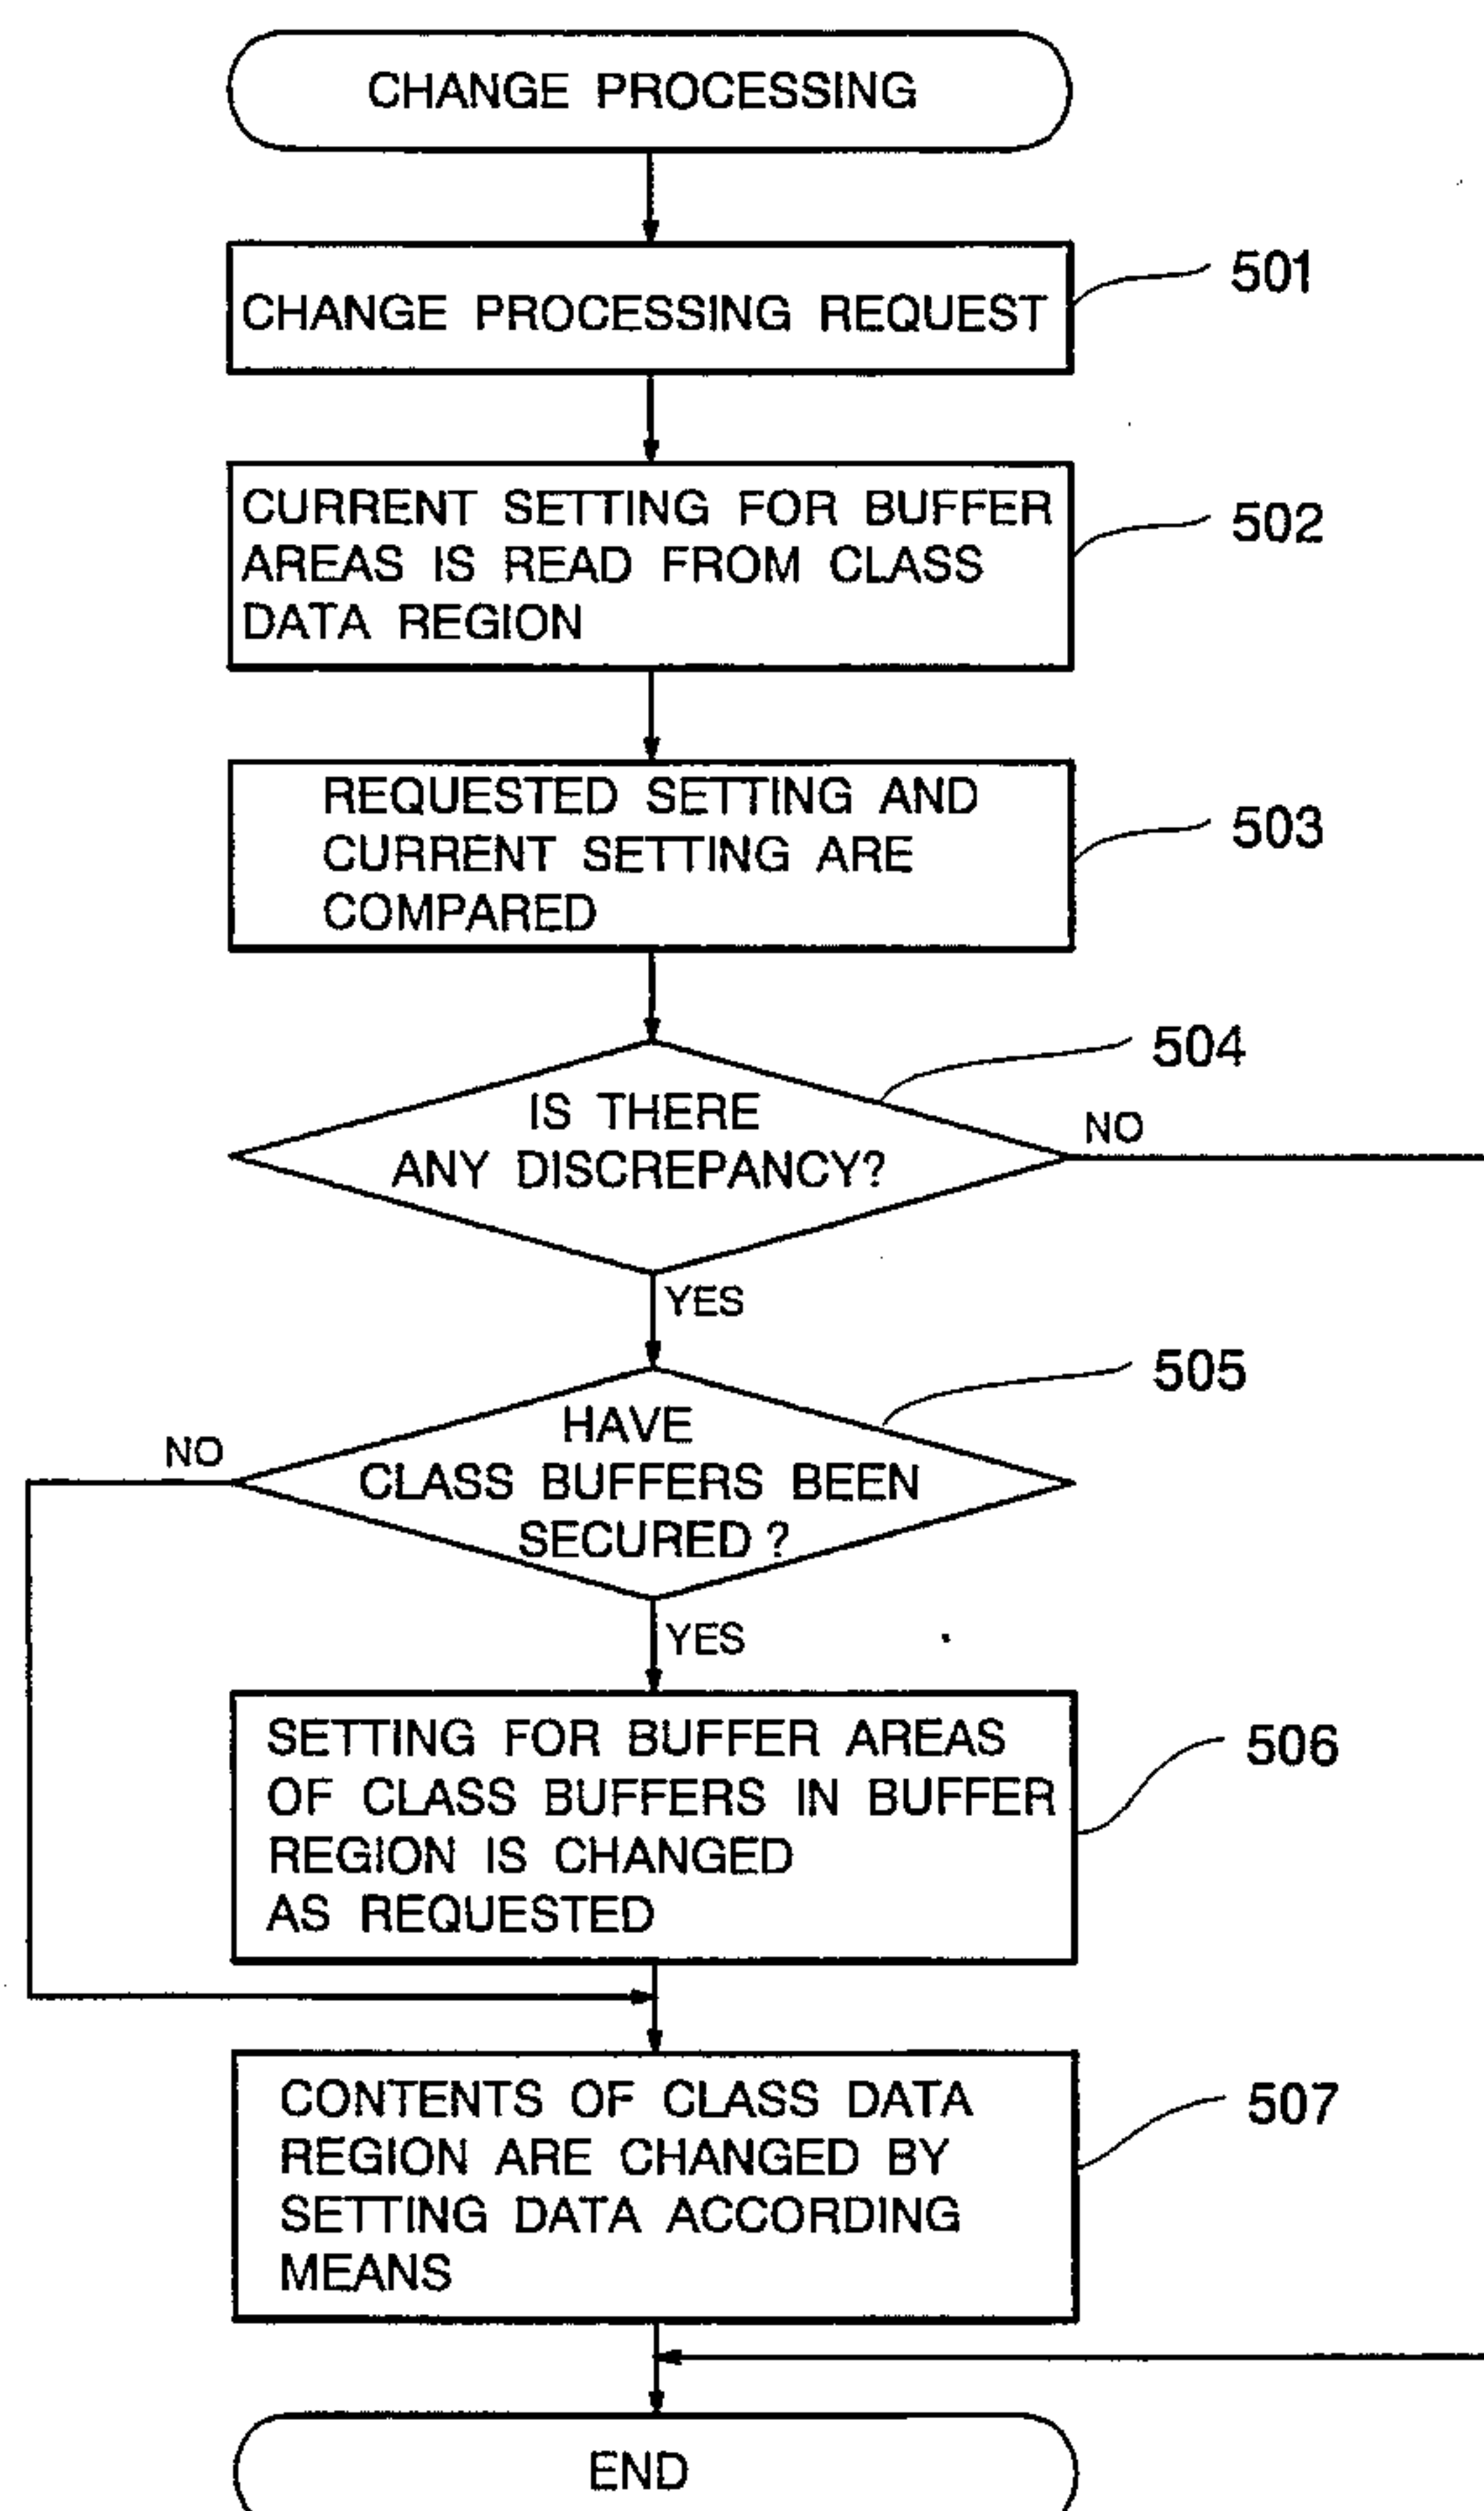 CHANGE PROCESSING
CHANGE PROCESSING REQUEST
501
CURRENT SETTING FOR BUFFER
AREAS IS READ FROM CLASS
DATA REGION
502
REQUESTED SETTING AND
CURRENT SETTING ARE
COMPARED
503
504
IS THERE
ANY DISCREPANCY?
NO
YES
505
HAVE
CLASS BUFFERS BEEN
SECURED ?
NO
YES
SETTING FOR BUFFER AREAS
OF CLASS BUFFERS IN BUFFER
REGION IS CHANGED
AS REQUESTED
506
CONTENTS OF CLASS DATA
REGION ARE CHANGED BY
SETTING DATA ACCORDING
MEANS
507
END